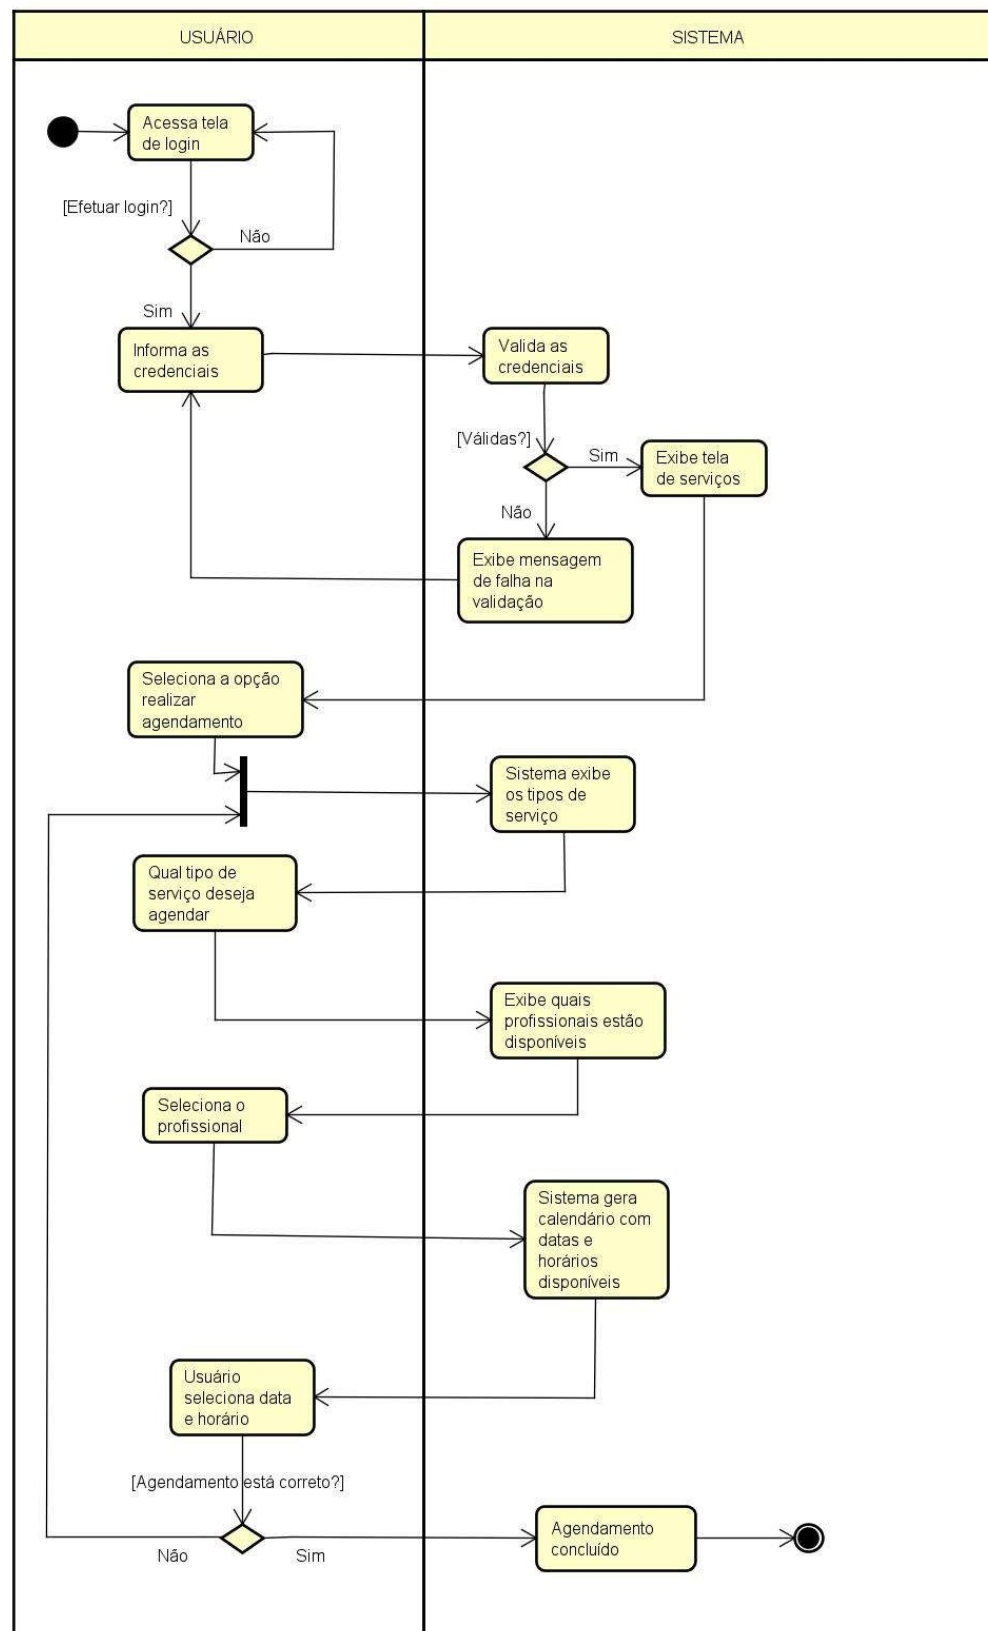 USUÁRIO
SISTEMA
Acessa tela
de login
[Efetuar login?]
Não
Sim
Informa as
credenciais
Valida as
credenciais
[Válidas?]
Sim
Exibe tela
de serviços
Não
Exibe mensagem
de falha na
validação
Seleciona a opção
realizar
agendamento
Sistema exibe
os tipos de
serviço
Qual tipo de
serviço deseja
agendar
Exibe quais
profissionais estão
disponíveis
Seleciona o
profissional
Sistema gera
calendário com
datas e
horários
disponíveis
Usuário
seleciona data
e horário
[Agendamento está correto?]
Não
Sim
Agendamento
concluído